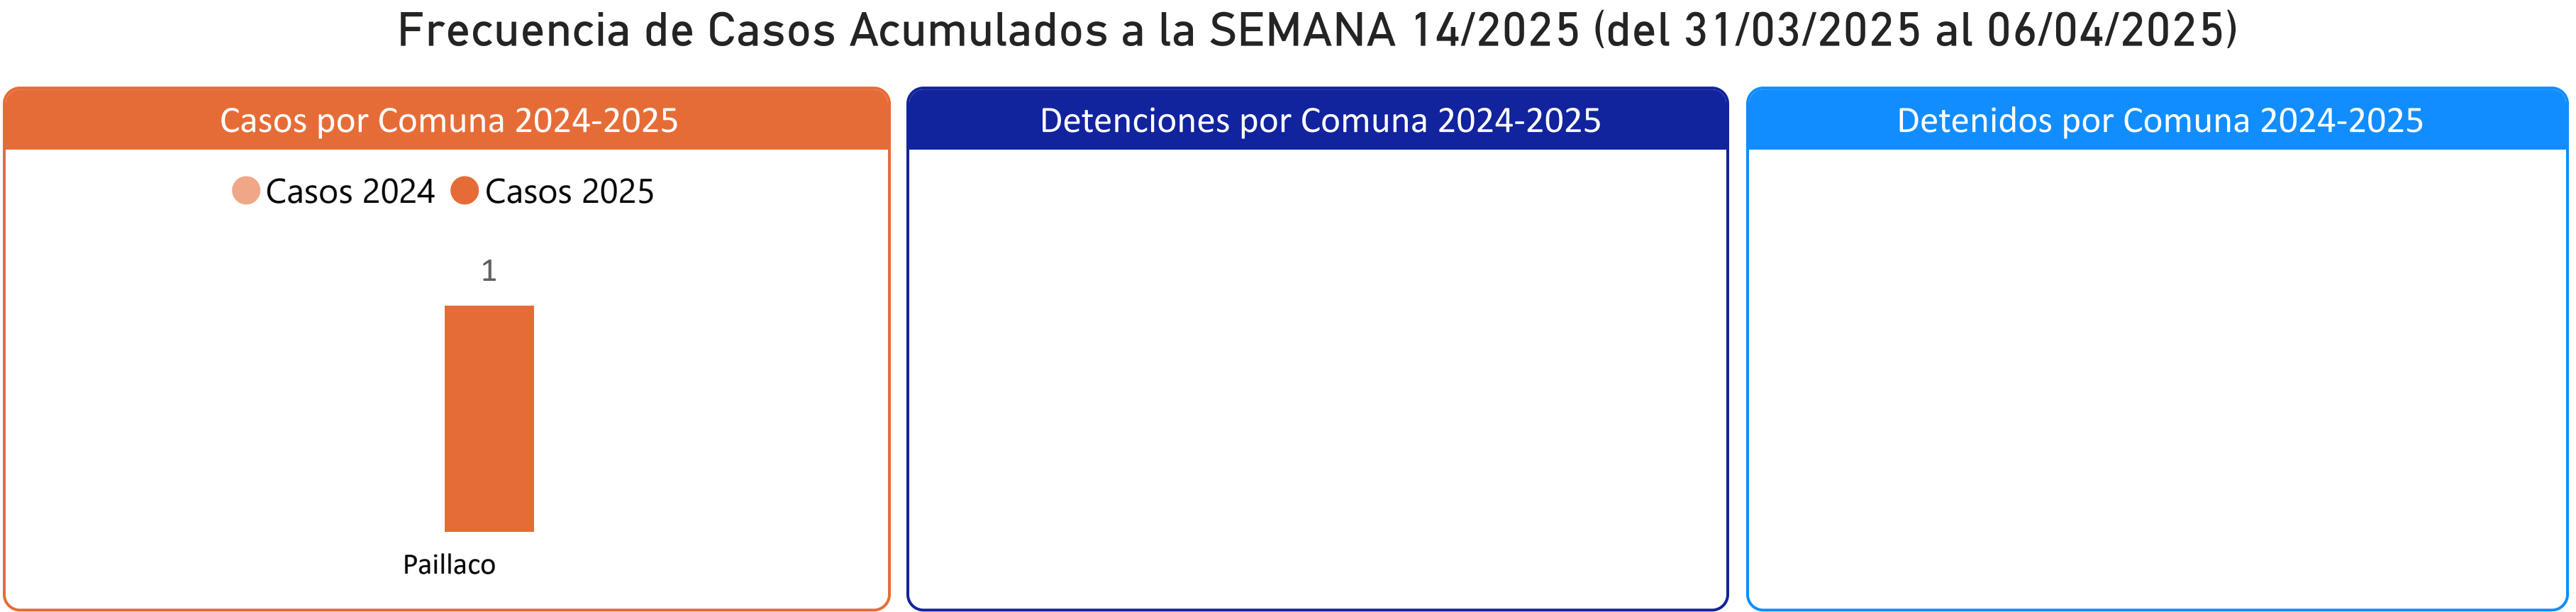 Frecuencia de Casos Acumulados a la SEMANA 14/2025 (del 31/03/2025 al 06/04/2025)
Casos por Comuna 2024-2025
Casos 2024 Casos 2025
1
Paillaco
Detenciones por Comuna 2024-2025
Detenidos por Comuna 2024-2025